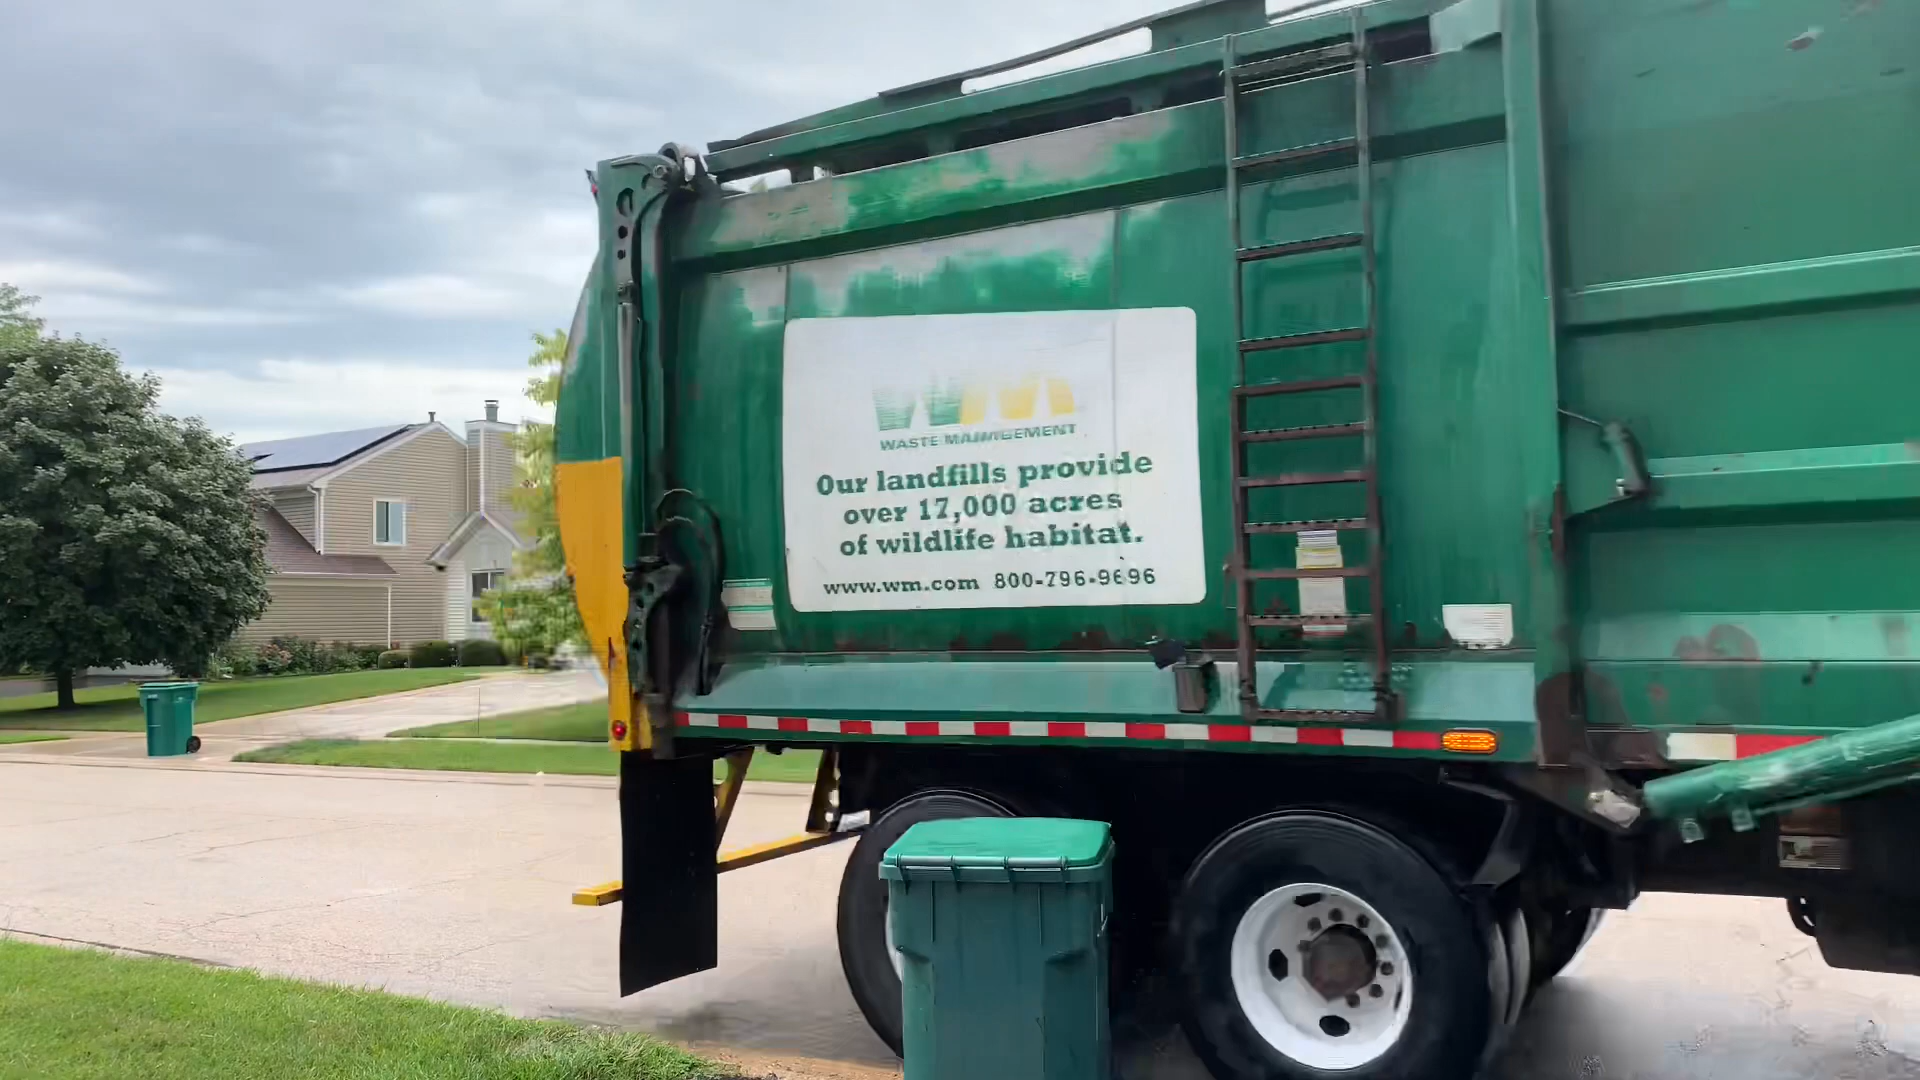 WM
WASTE MANAGEMENT
Our landfills provide
over 17,000 acres
of wildlife habitat.
www.wm.com 800-796-9696